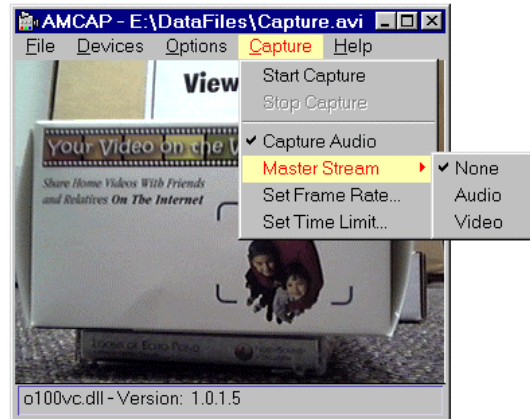 AMCAP - E:\DataFiles\Capture.avi
File Devices Options Capture Help
Start Capture
Stop Capture
Capture Audio
Master Stream
Set Frame Rate...
Set Time Limit...
None
Audio
Video
View
Your Video on the
Share Home Videos With Friends
and Relatives On The Internet
Echo
o100vc.dll - Version: 1.0.1.5